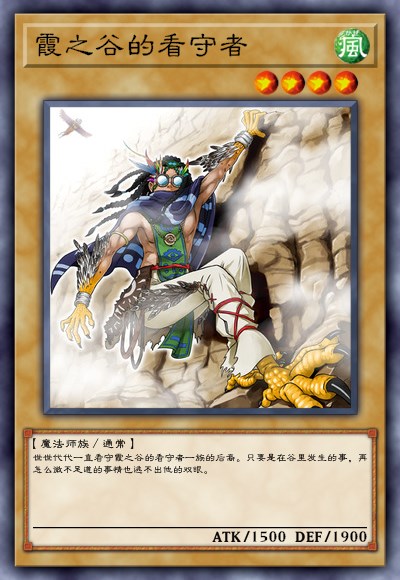 霞之谷的看守者
風
【魔法师族／通常】
世世代代一直看守霞之谷的看守者一族的后裔。只要是在谷里发生的事，再
怎么微不足道的事精也逃不出他的双眼。
ATK/1500 DEF/1900